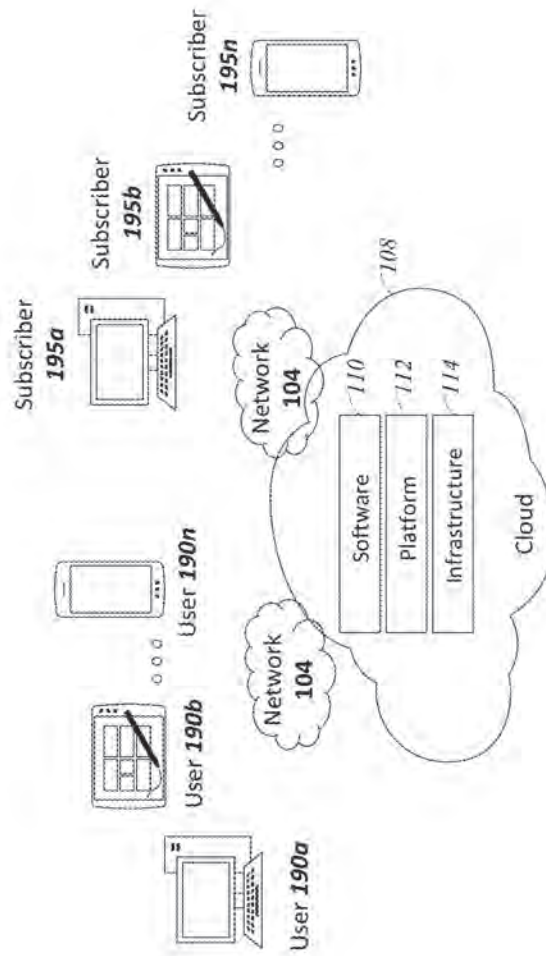 User 190a
User 190b
User 190n
Subscriber
195a
Subscriber
195b
Subscriber
195n
Network
104
Network
104
108
Software
110
Platform
112
Infrastructure
114
Cloud